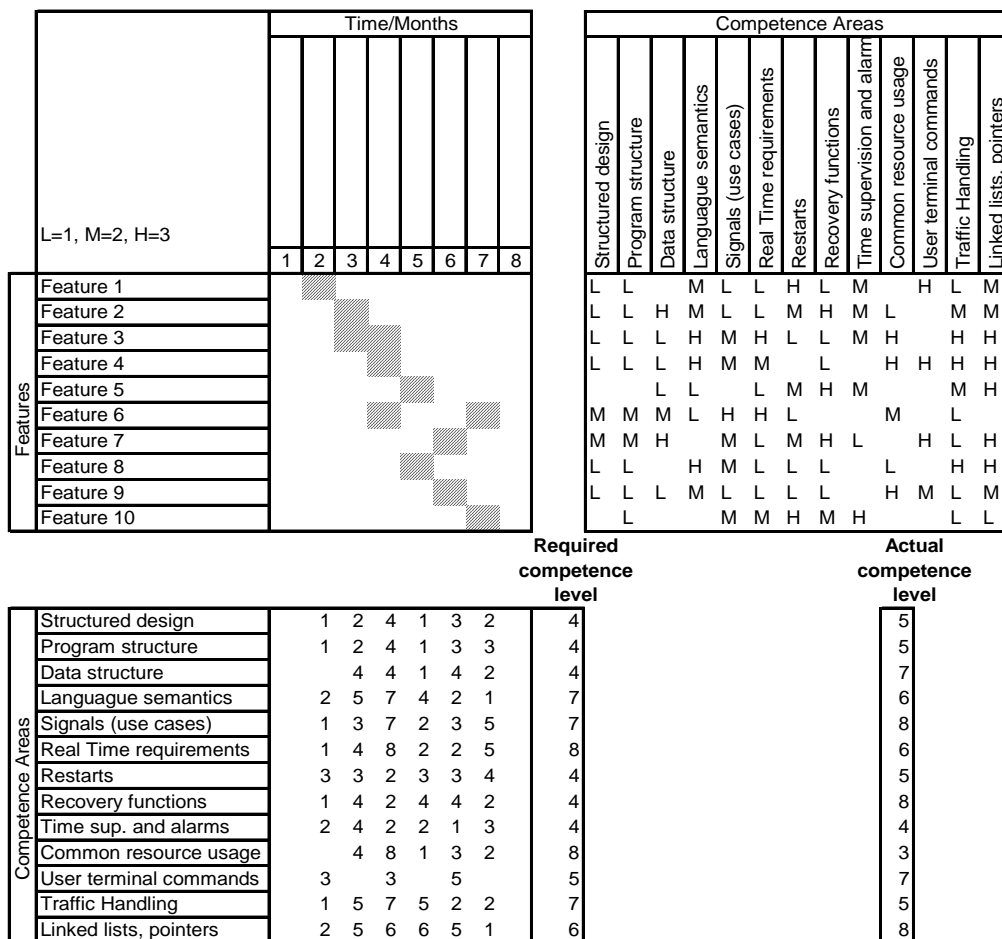 Time/Months
Competence Areas
L=1, M=2, H=3
1 2 3 4 5 6 7 8
Structured design
Program structure
Data structure
Languague semantics
Signals (use cases)
Real Time requirements
Restarts
Recovery functions
Time supervision and alarm
Common resource usage
User terminal commands
Traffic Handling
Linked lists, pointers
Features
Feature 1 L L M L L H L M H L M
Feature 2 L L H M L L M H M L M M
Feature 3 L L L H M H L L M H H H
Feature 4 L L L H M M L H H H H
Feature 5 L L L M H M M H
Feature 6 M M M L H H L M L
Feature 7 M M H M L M H L H L H
Feature 8 L L H M L L L L H H
Feature 9 L L L M L L L L H M L M
Feature 10 L M M H M H L L
Required competence level
Actual competence level
Competence Areas
Structured design 1 2 4 1 3 2 4 5
Program structure 1 2 4 1 3 3 4 5
Data structure 4 4 1 4 2 4 7
Languague semantics 2 5 7 4 2 1 7 6
Signals (use cases) 1 3 7 2 3 5 7 8
Real Time requirements 1 4 8 2 2 5 8 6
Restarts 3 3 2 3 3 4 4 5
Recovery functions 1 4 2 4 4 2 4 8
Time sup. and alarms 2 4 2 2 1 3 4 4
Common resource usage 4 8 1 3 2 8 3
User terminal commands 3 3 5 5 7
Traffic Handling 1 5 7 5 2 2 7 5
Linked lists, pointers 2 5 6 6 5 1 6 8